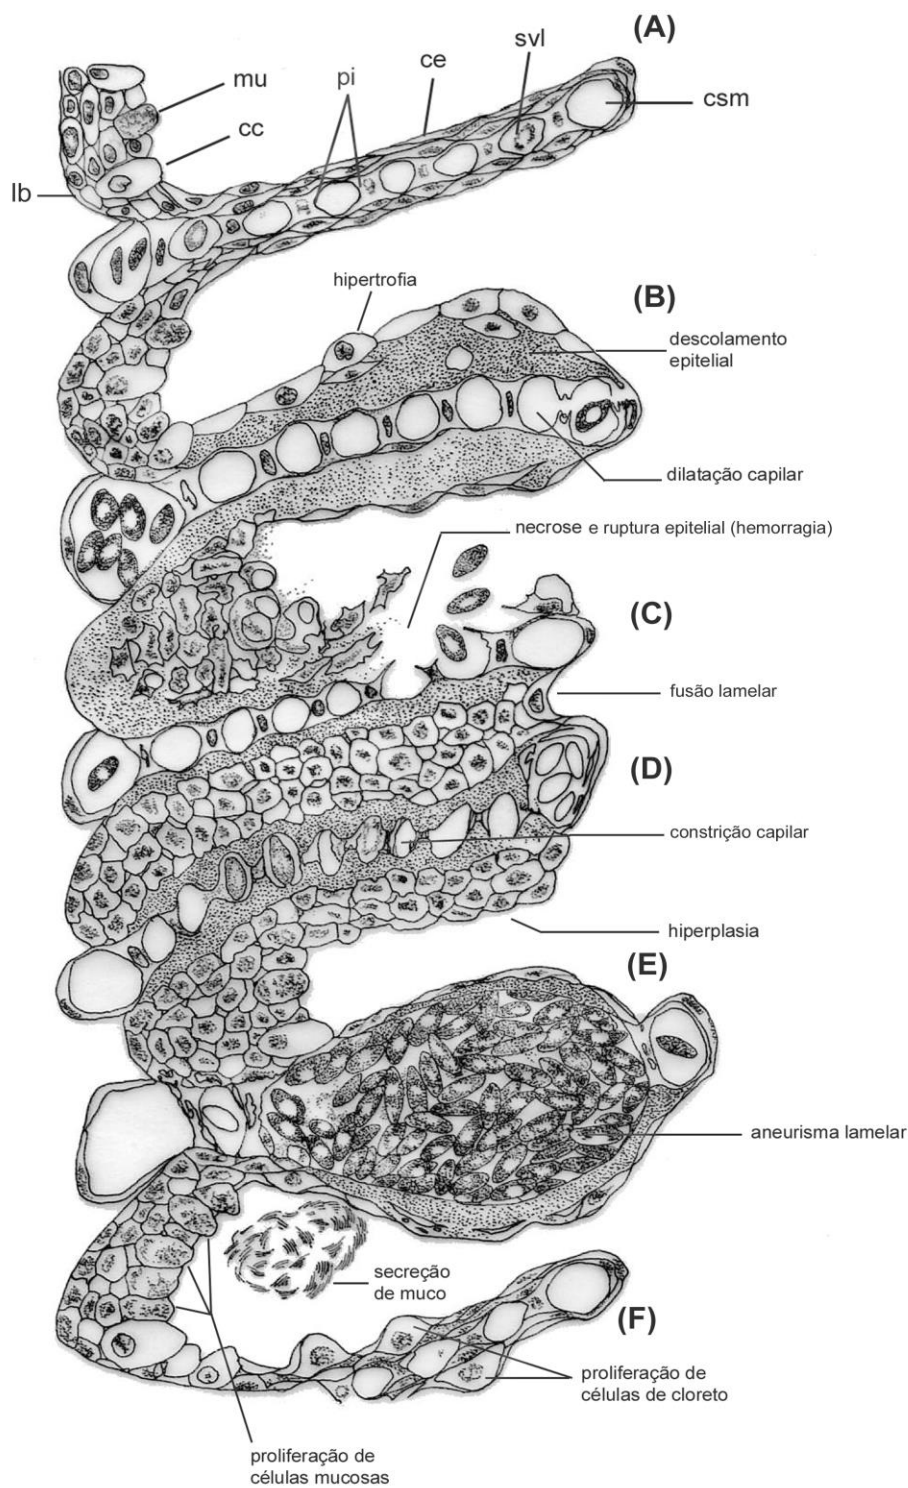 (A)
svl
ce
pi
mu
csm
cc
lb
(B)
hipertrofia
descolamento
epitelial
dilatação capilar
necrose e ruptura epitelial (hemorragia)
(C)
fusão lamelar
(D)
constrição capilar
hiperplasia
(E)
aneurisma lamelar
secreção
de muco
(F)
proliferação de
células de cloreto
proliferação de
células mucosas